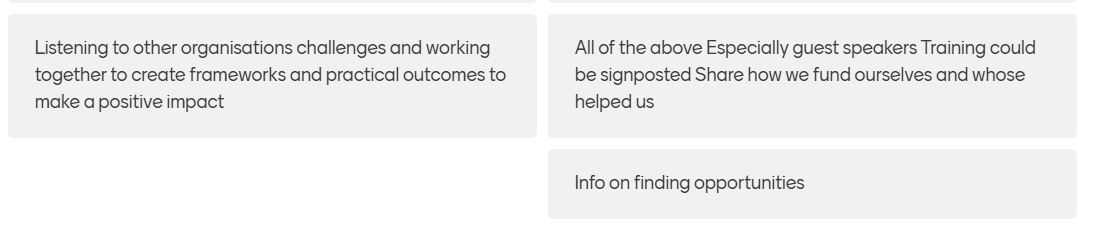 Listening to other organisations challenges and working
together to create frameworks and practical outcomes to
make a positive impact
All of the above Especially guest speakers Training could
be signposted Share how we fund ourselves and whose
helped us
Info on finding opportunities